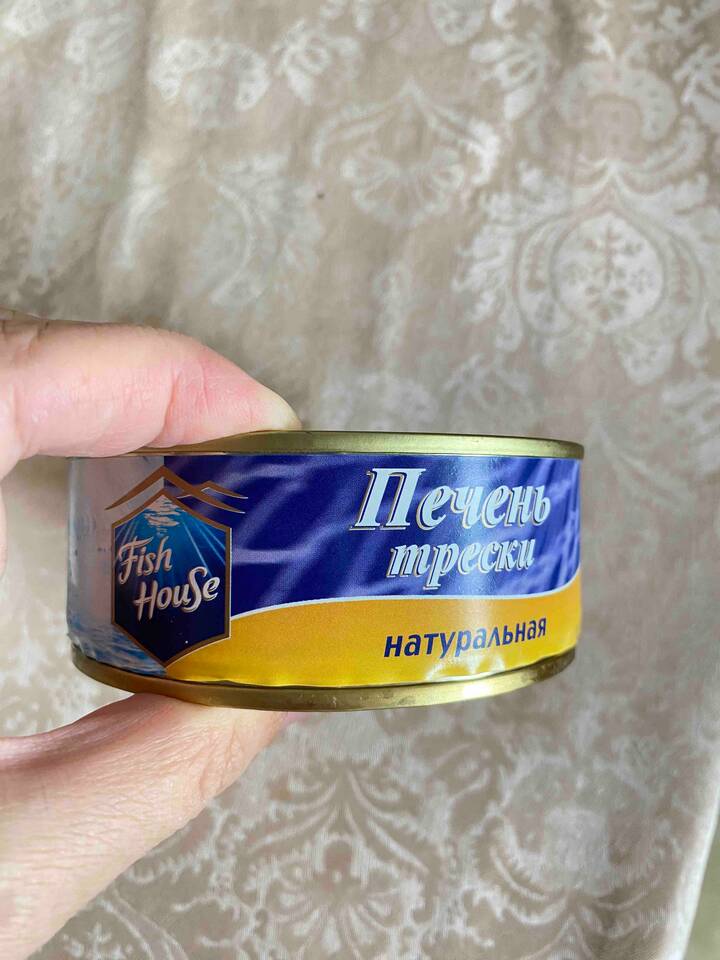 Fish
House
Печень
трески
натуральная